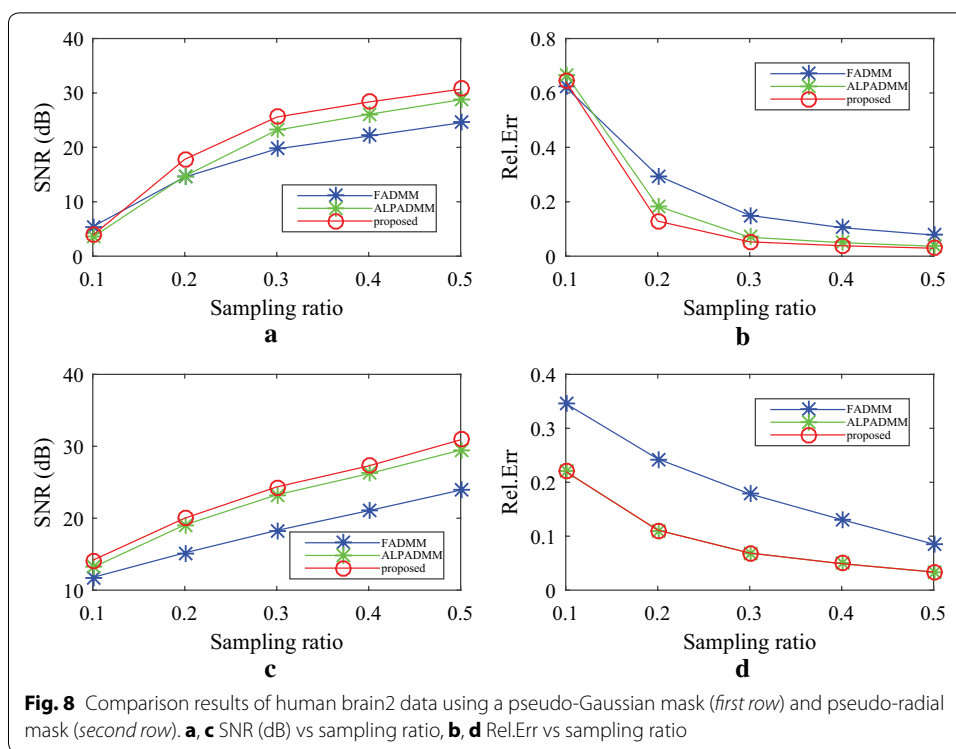 40
30
20
10
0
SNR (dB)
FADMM
ALPADMM
proposed
0.1 0.2 0.3 0.4 0.5
Sampling ratio
a
0.8
0.6
0.4
0.2
0
Rel.Err
FADMM
ALPADMM
proposed
0.1 0.2 0.3 0.4 0.5
Sampling ratio
b
40
30
20
10
SNR (dB)
FADMM
ALPADMM
proposed
0.1 0.2 0.3 0.4 0.5
Sampling ratio
c
0.4
0.3
0.2
0.1
0
Rel.Err
FADMM
ALPADMM
proposed
0.1 0.2 0.3 0.4 0.5
Sampling ratio
d
Fig. 8 Comparison results of human brain2 data using a pseudo-Gaussian mask (first row) and pseudo-radial
mask (second row). a, c SNR (dB) vs sampling ratio, b, d Rel.Err vs sampling ratio